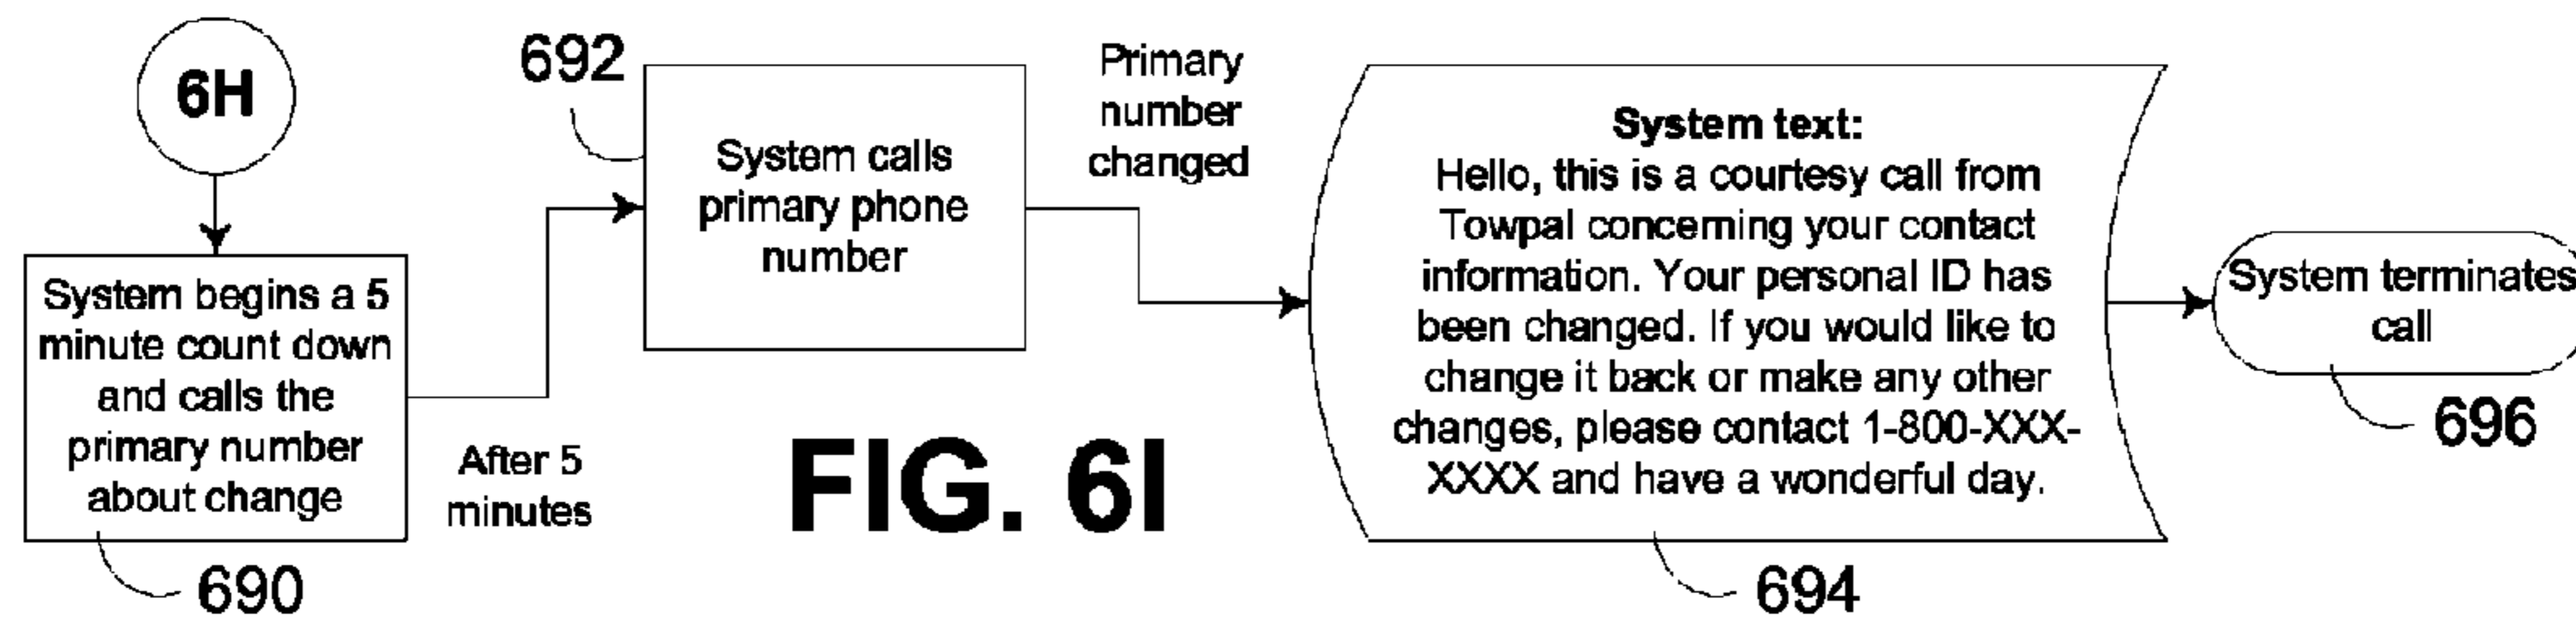 6H
System begins a 5
minute count down
and calls the
primary number
about change
690
After 5
minutes
692
System calls
primary phone
number
Primary
number
changed
System text:
Hello, this is a courtesy call from
Towpal concerning your contact
information. Your personal ID has
been changed. If you would like to
change it back or make any other
changes, please contact 1-800-XXX-
XXXX and have a wonderful day.
694
System terminates
call
696
FIG. 6I